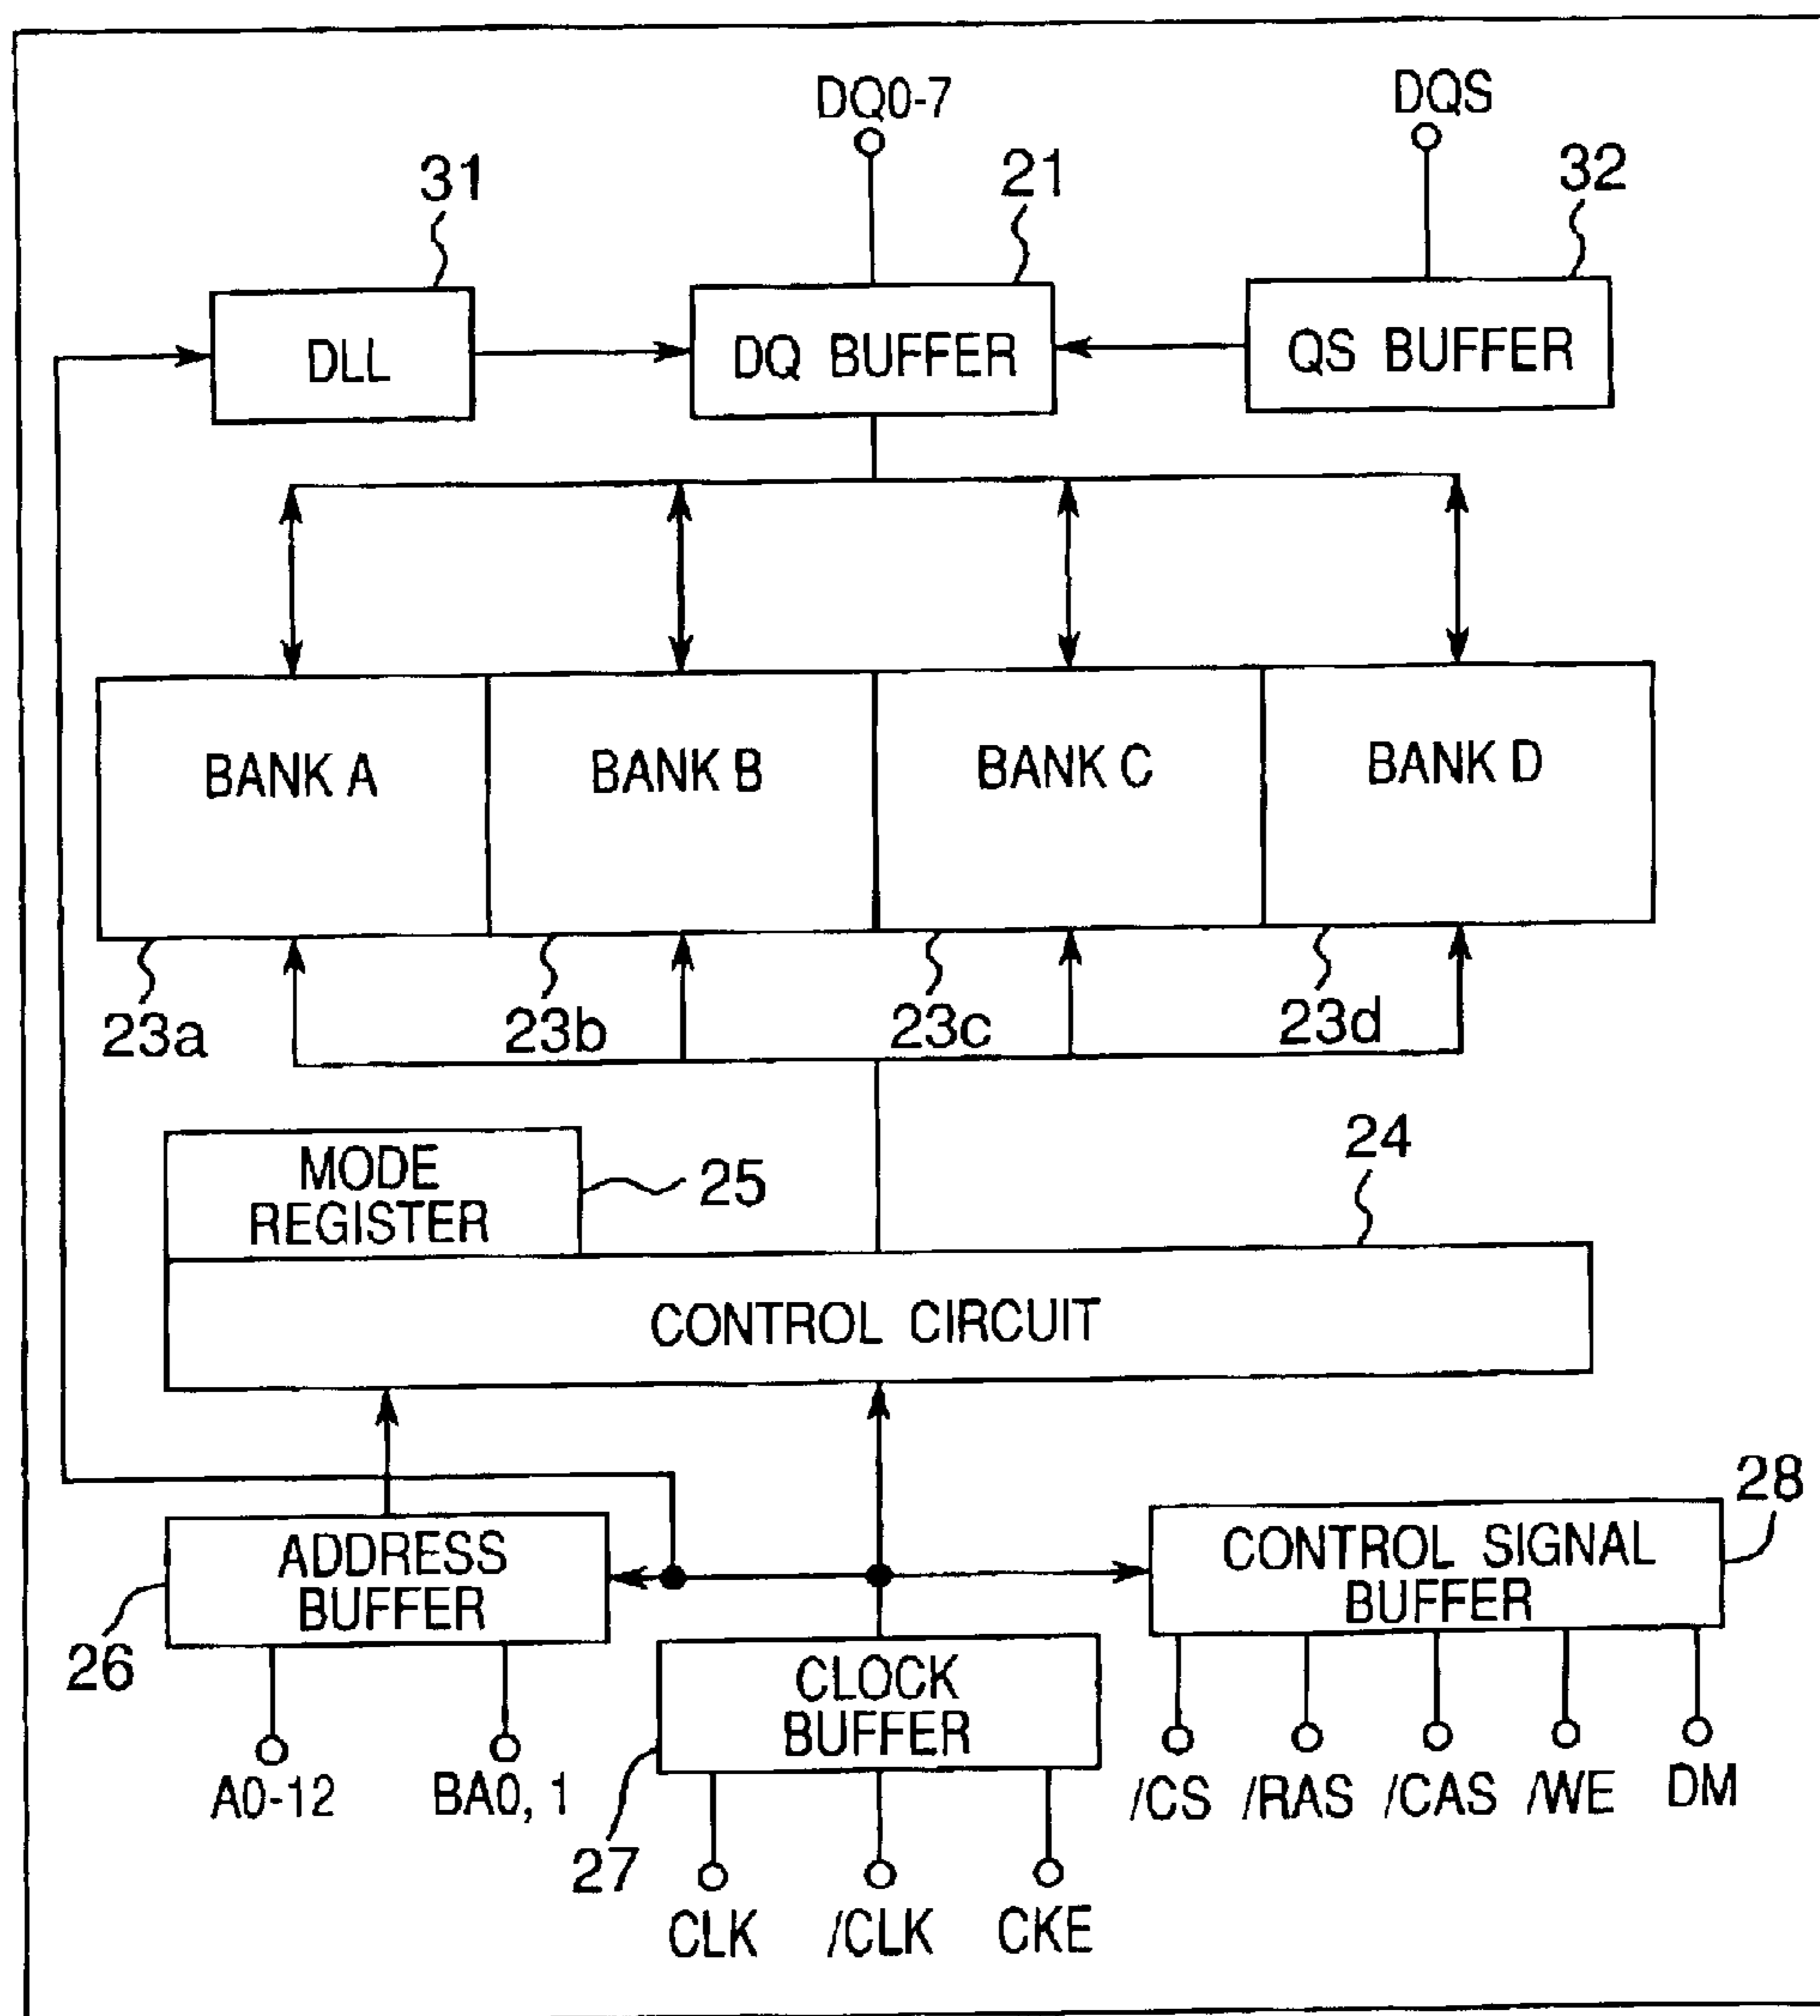 DQ0-7
DQS
31
21
32
DLL
DQ BUFFER
QS BUFFER
BANK A
BANK B
BANK C
BANK D
23a
23b
23c
23d
24
MODE
REGISTER
25
CONTROL CIRCUIT
28
ADDRESS
BUFFER
CONTROL SIGNAL
BUFFER
26
CLOCK
BUFFER
A0-12
BA0, 1
27
/CS
/RAS
/CAS
/WE
DM
CLK
/CLK
CKE